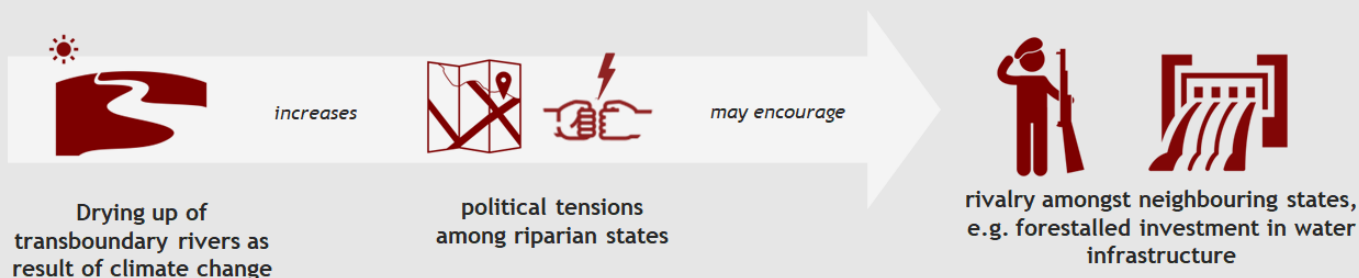 Drying up of
transboundary rivers as
result of climate change
increases
political tensions
among riparian states
may encourage
rivalry amongst neighbouring states,
e.g. forestalled investment in water
infrastructure